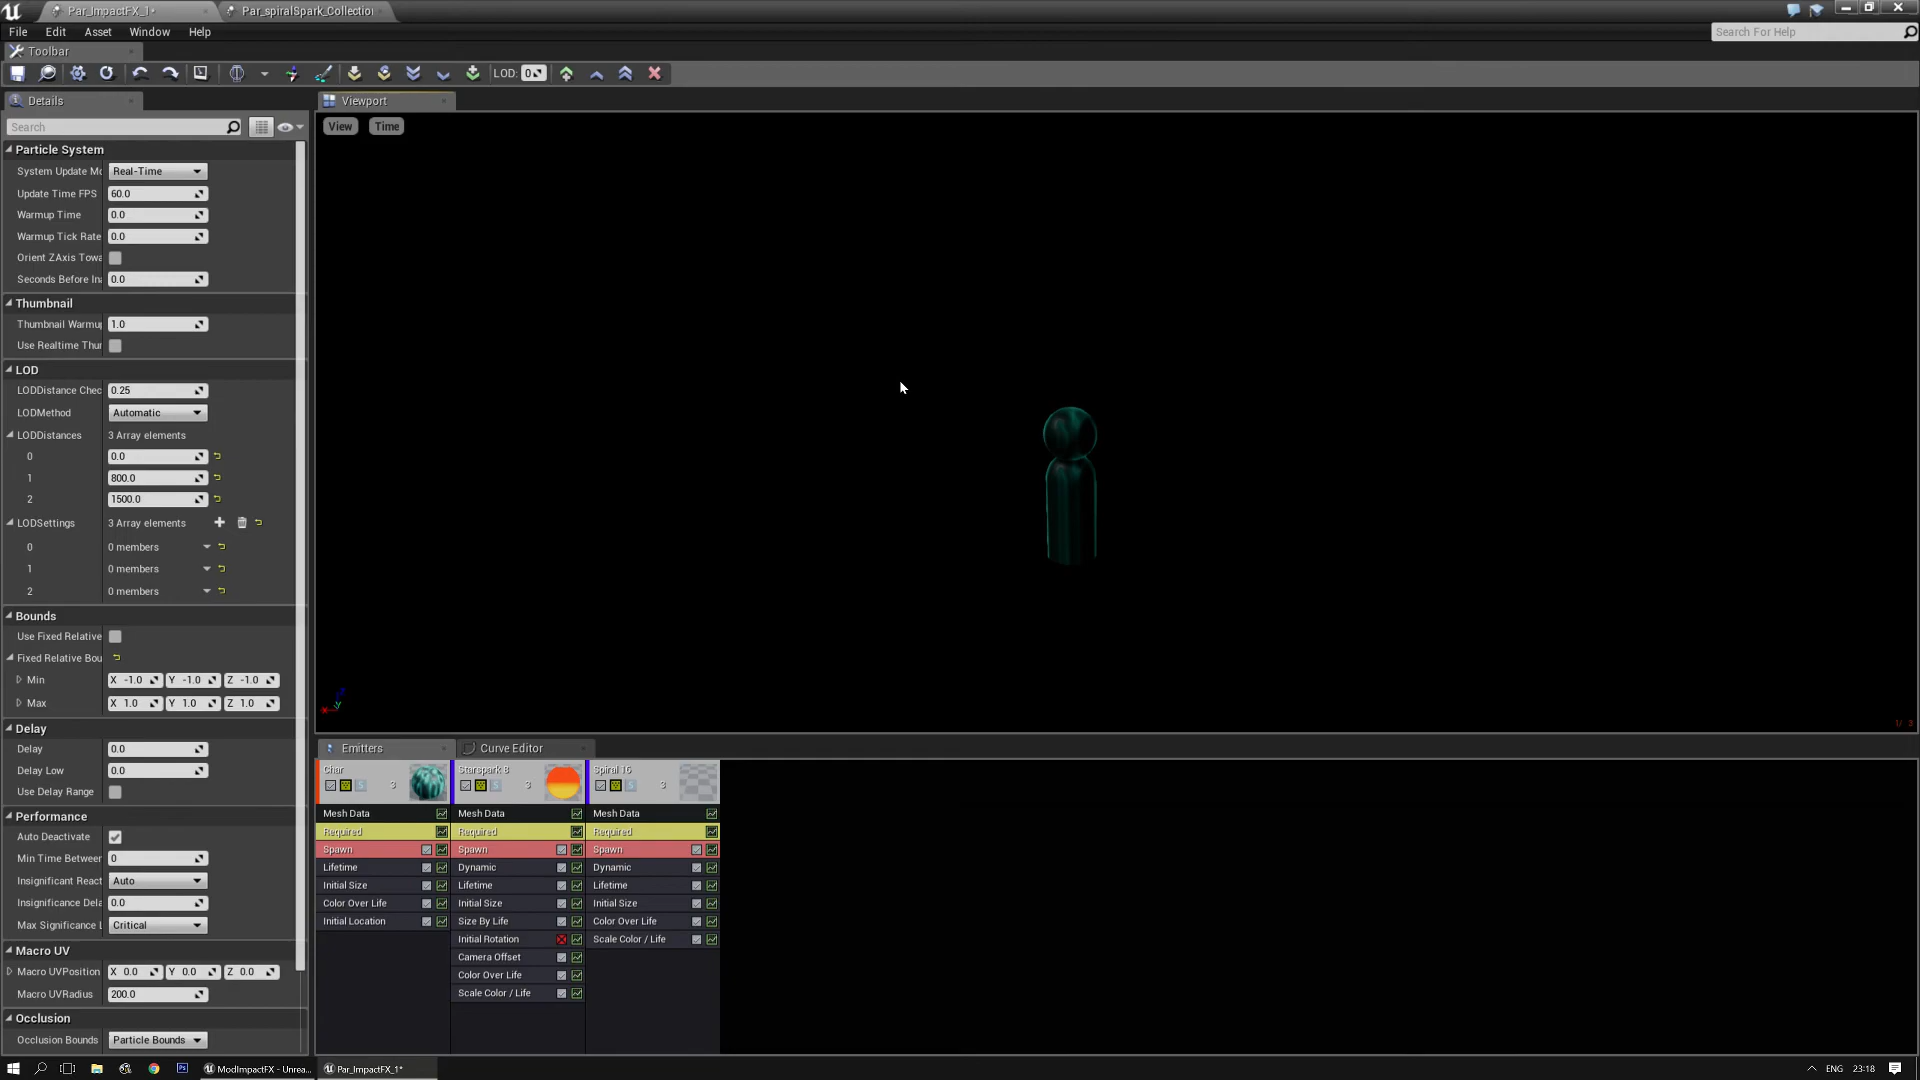 Par_ImpactFX_1*
Par_spiralSpark_Collection
File Edit Asset Window Help
Search For Help
Toolbar
LOD: 0
Details
Viewport
Search
View Time
Particle System
System Update Mo Real-Time
Update Time FPS 60.0
Warmup Time 0.0
Warmup Tick Rate 0.0
Orient ZAxis Towa
Seconds Before Ina 0.0
Thumbnail
Thumbnail Warmu 1.0
Use Realtime Thur
LOD
LODDistance Chec 0.25
LODMethod Automatic
LODDistances 3 Array elements
0 0.0
1 800.0
2 1500.0
LODSettings 3 Array elements
0 0 members
1 0 members
2 0 members
Bounds
Use Fixed Relative
Fixed Relative Bou
Min X -1.0 Y -1.0 Z -1.0
Max X 1.0 Y 1.0 Z 1.0
Delay
Delay 0.0
Delay Low 0.0
Use Delay Range
Performance
Auto Deactivate
Min Time Between 0
Insignificant React Auto
Insignificance Dela 0.0
Max Significance L Critical
Macro UV
Macro UVPosition X 0.0 Y 0.0 Z 0.0
Macro UVRadius 200.0
Occlusion
Occlusion Bounds Particle Bounds
1/ 3
Emitters Curve Editor
Char 3
Mesh Data
Required
Spawn
Lifetime
Initial Size
Color Over Life
Initial Location
Starspark 8 3
Mesh Data
Required
Spawn
Dynamic
Lifetime
Initial Size
Size By Life
Initial Rotation
Camera Offset
Color Over Life
Scale Color / Life
Spiral 16 3
Mesh Data
Required
Spawn
Dynamic
Lifetime
Initial Size
Color Over Life
Scale Color / Life
ModImpactFX - Unrea...
Par_ImpactFX_1*
ENG 23:18